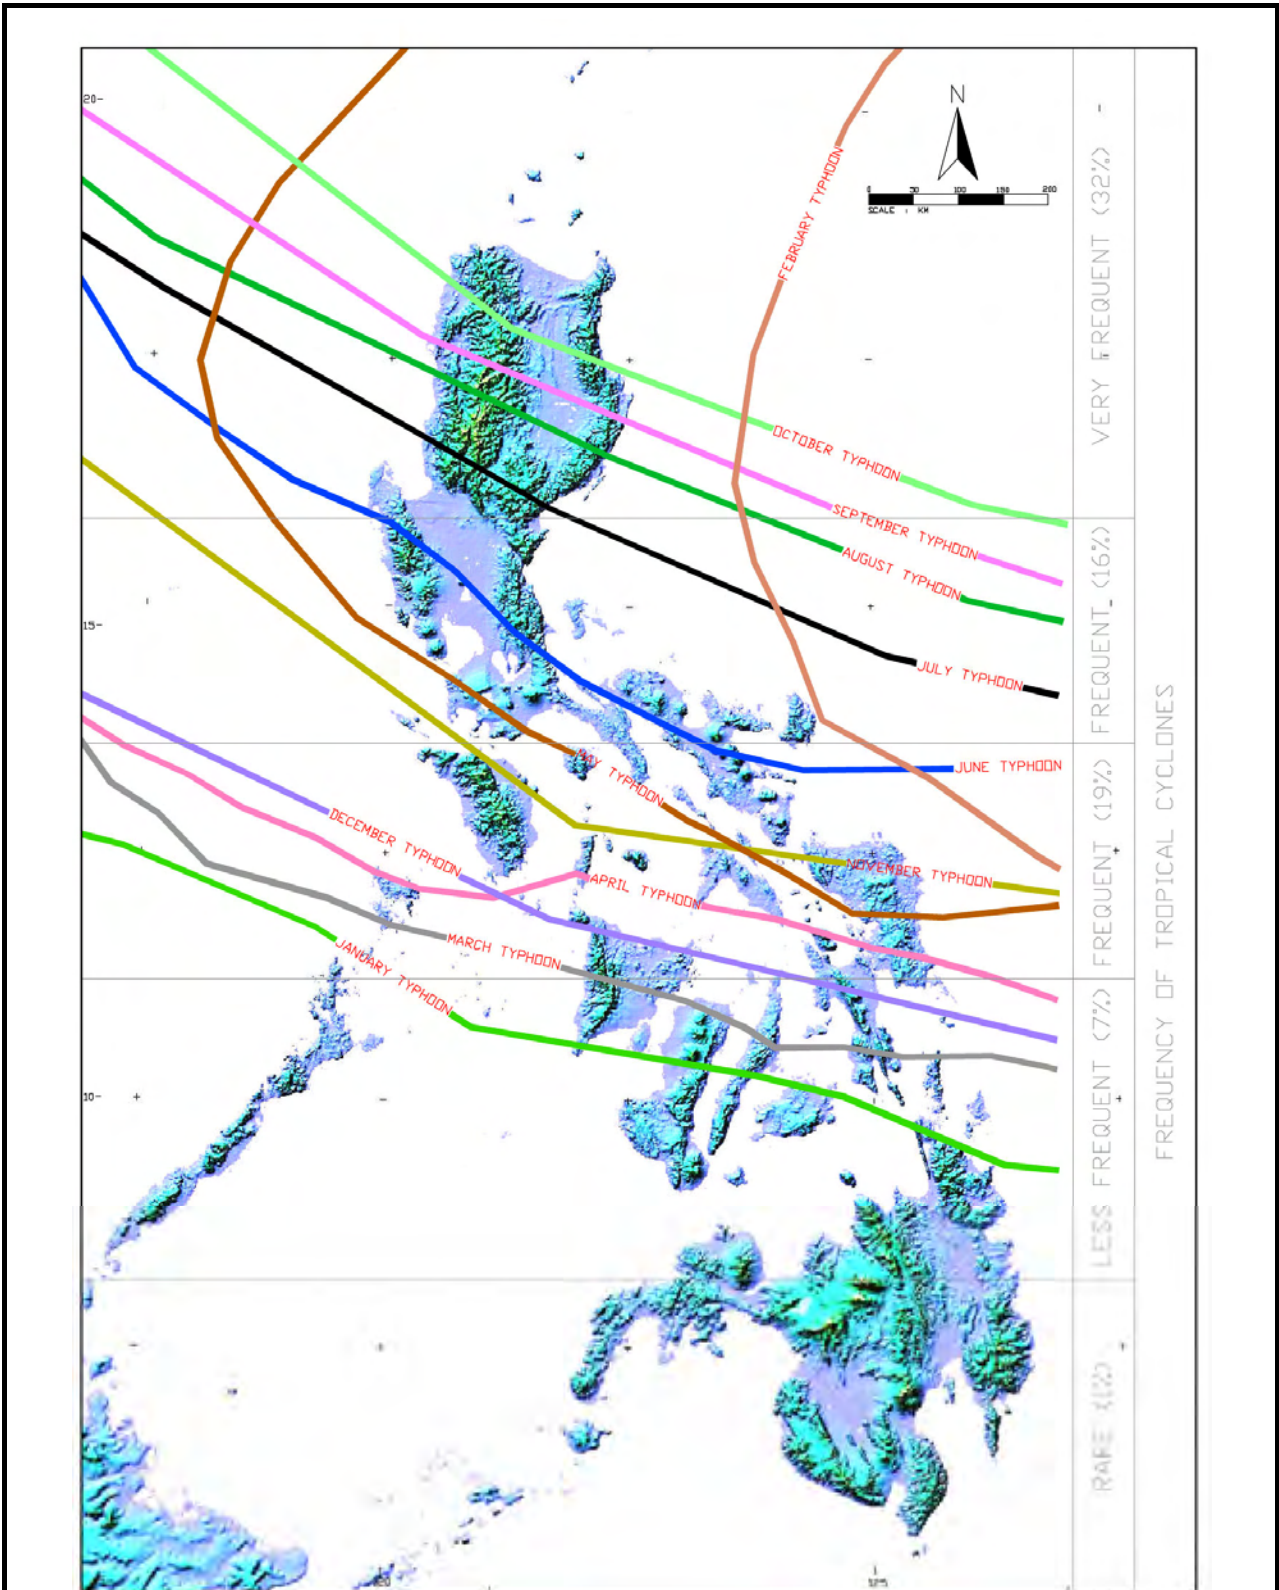 N
20-
0 50 100 150 200
SCALE : KM
FEBRUARY TYPHOON
VERY FREQUENT (32%)
OCTOBER TYPHOON
SEPTEMBER TYPHOON
AUGUST TYPHOON
FREQUENT (16%)
15-
JULY TYPHOON
JUNE TYPHOON
MAY TYPHOON
FREQUENT (19%)
DECEMBER TYPHOON
NOVEMBER TYPHOON
APRIL TYPHOON
MARCH TYPHOON
JANUARY TYPHOON
FREQUENCY OF TROPICAL CYCLONES
LESS FREQUENT (7%)
10-
RARE
125